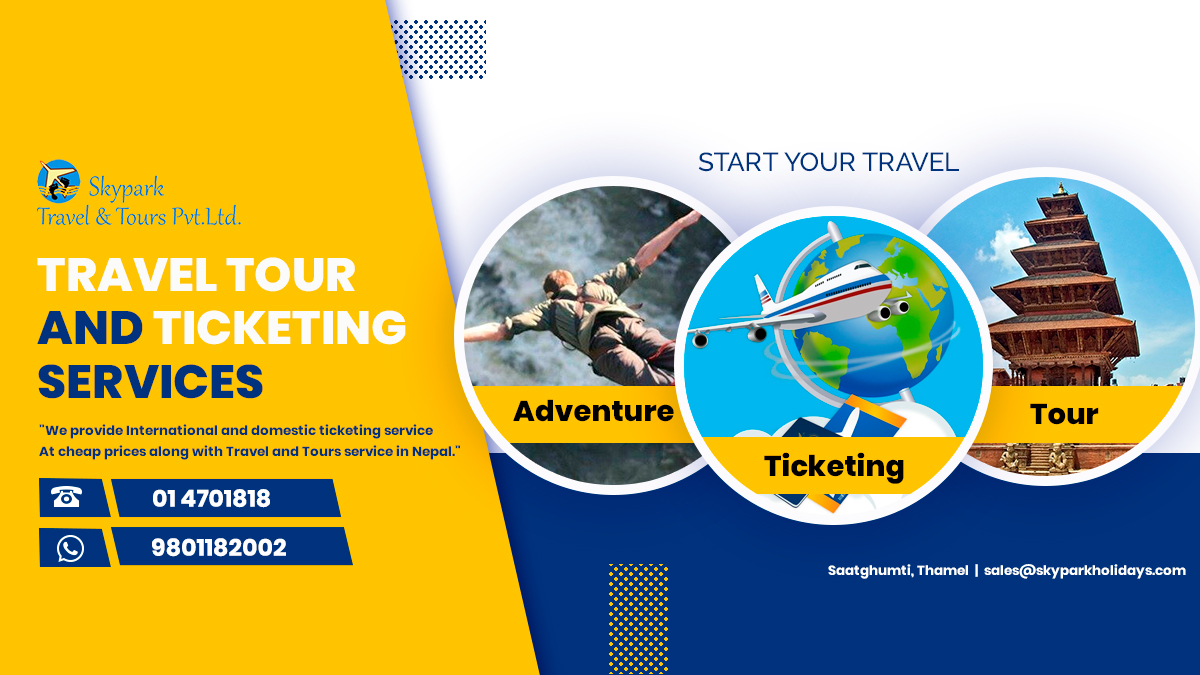 Skypark
Travel & Tours Pvt.Ltd.
TRAVEL TOUR
AND TICKETING
SERVICES
"We provide International and domestic ticketing service
At cheap prices along with Travel and Tours service in Nepal."
01 4701818
9801182002
START YOUR TRAVEL
Adventure
Ticketing
Tour
Saatghumti, Thamel | sales@skyparkholidays.com